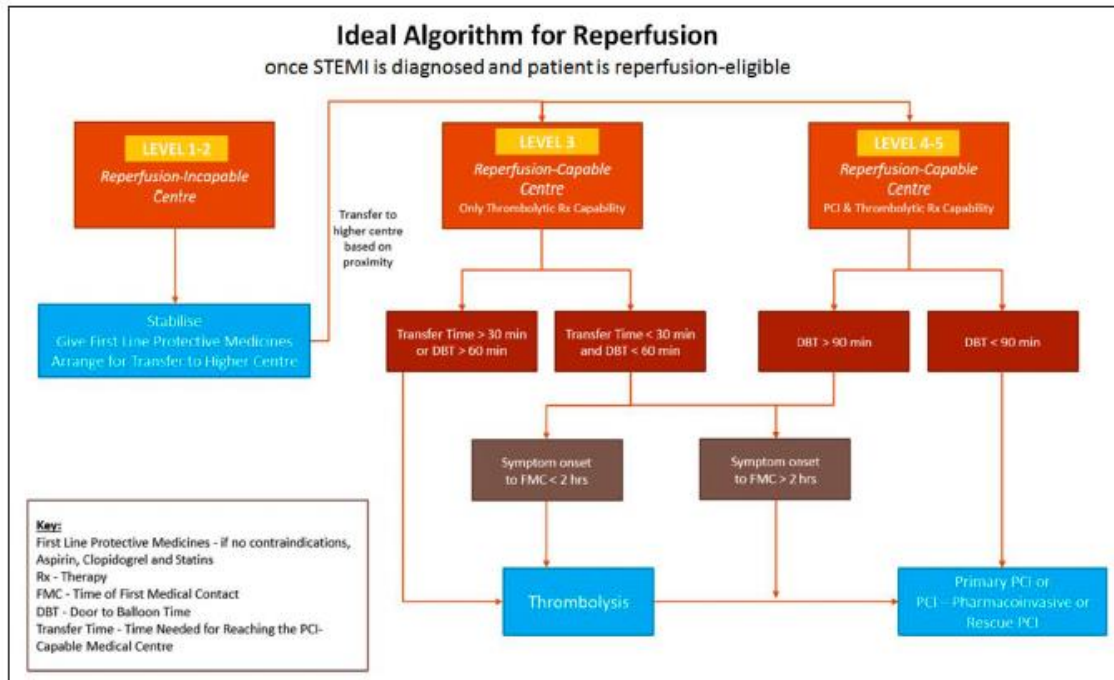 Ideal Algorithm for Reperfusion
once STEMI is diagnosed and patient is reperfusion-eligible
LEVEL 1-2
Reperfusion-Incapable
Centre
Transfer to
higher centre
based on
proximity
LEVEL 3
Reperfusion-Capable
Centre
Only Thrombolytic Rx Capability
LEVEL 4-5
Reperfusion-Capable
Centre
PCI & Thrombolytic Rx Capability
Stabilise
Give First Line Protective Medicines
Arrange for Transfer to Higher Centre
Transfer Time > 30 min
or DBT > 60 min
Transfer Time < 30 min
and DBT < 60 min
DBT > 90 min
DBT < 90 min
Symptom onset
to FMC < 2 hrs
Symptom onset
to FMC > 2 hrs
Key:
First Line Protective Medicines - if no contraindications,
Aspirin, Clopidogrel and Statins
Rx - Therapy
FMC - Time of First Medical Contact
DBT - Door to Balloon Time
Transfer Time - Time Needed for Reaching the PCI-
Capable Medical Centre
Thrombolysis
Primary PCI or
PCI – Pharmacoinvasive or
Rescue PCI